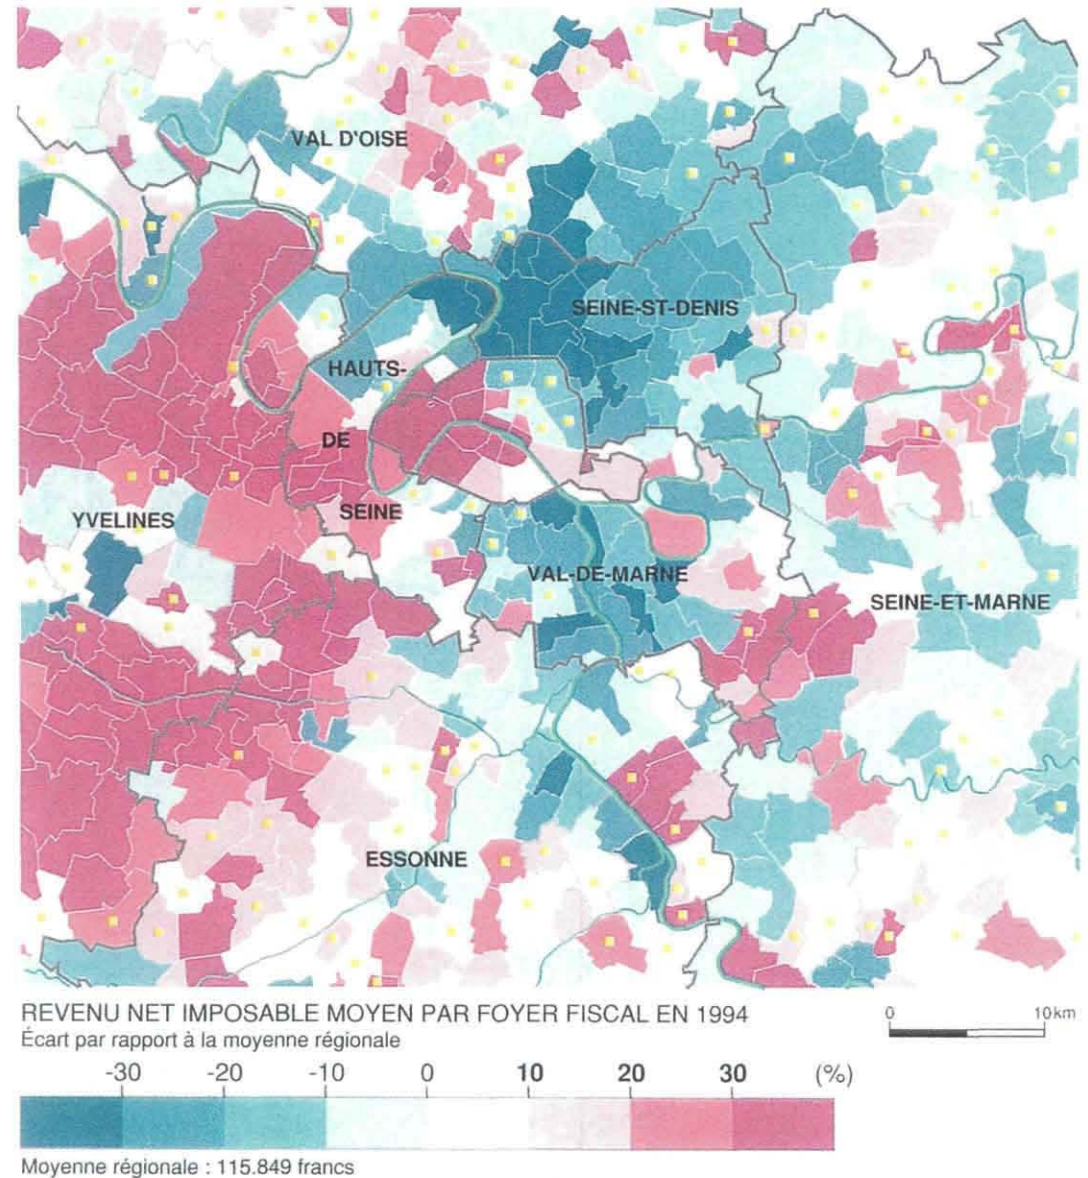 VAL D'OISE
SEINE-ST-DENIS
HAUTS-
DE
SEINE
YVELINES
VAL-DE-MARNE
SEINE-ET-MARNE
ESSONNE
REVENU NET IMPOSABLE MOYEN PAR FOYER FISCAL EN 1994
Écart par rapport à la moyenne régionale
0 10km
-30 -20 -10 0 10 20 30 (%)
Moyenne régionale : 115.849 francs